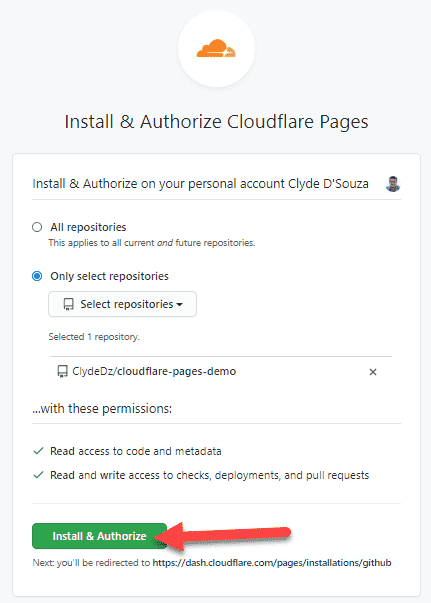 Install & Authorize Cloudflare Pages
Install & Authorize on your personal account Clyde D'Souza
All repositories
This applies to all current and future repositories.
Only select repositories
Select repositories
Selected 1 repository.
ClydeDz/cloudflare-pages-demo
...with these permissions:
Read access to code and metadata
Read and write access to checks, deployments, and pull requests
Install & Authorize
Next: you'll be redirected to https://dash.cloudflare.com/pages/installations/github